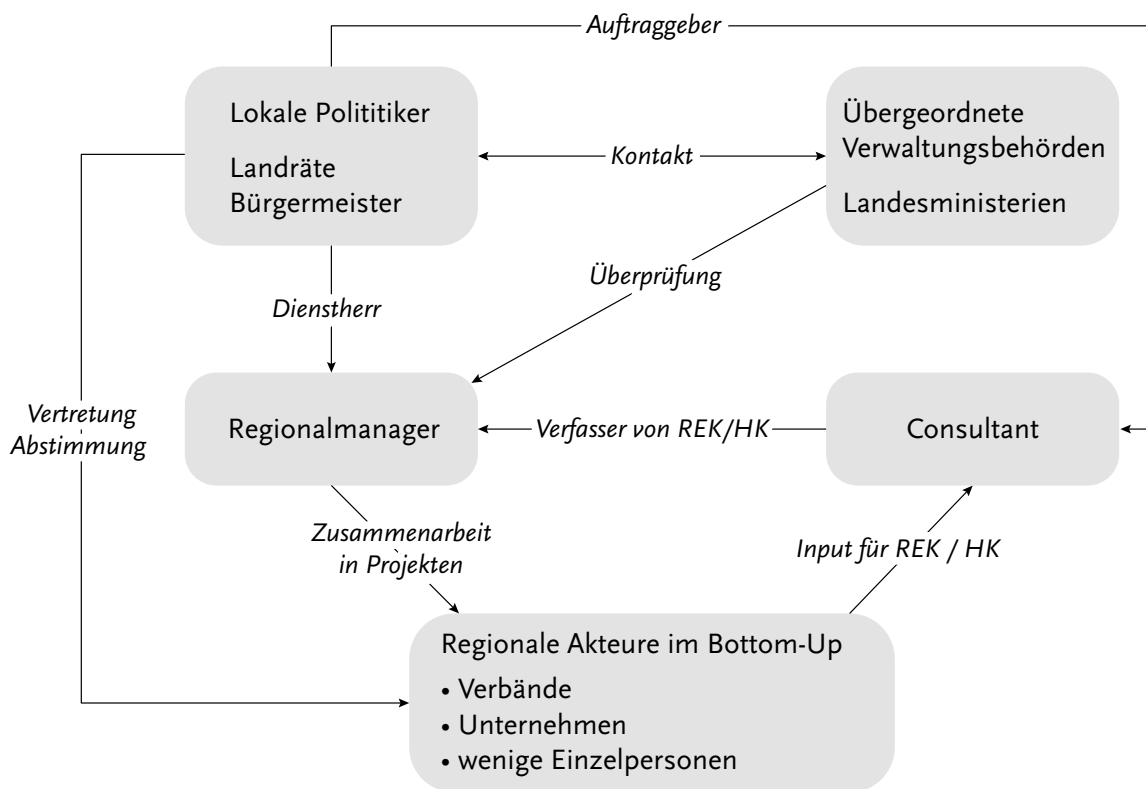 Auftraggeber
Lokale Polititiker
Landräte
Bürgermeister
Kontakt
Übergeordnete
Verwaltungsbehörden
Landesministerien
Überprüfung
Dienstherr
Vertretung
Abstimmung
Regionalmanager
Verfasser von REK/HK
Consultant
Zusammenarbeit
in Projekten
Input für REK / HK
Regionale Akteure im Bottom-Up
• Verbände
• Unternehmen
• wenige Einzelpersonen